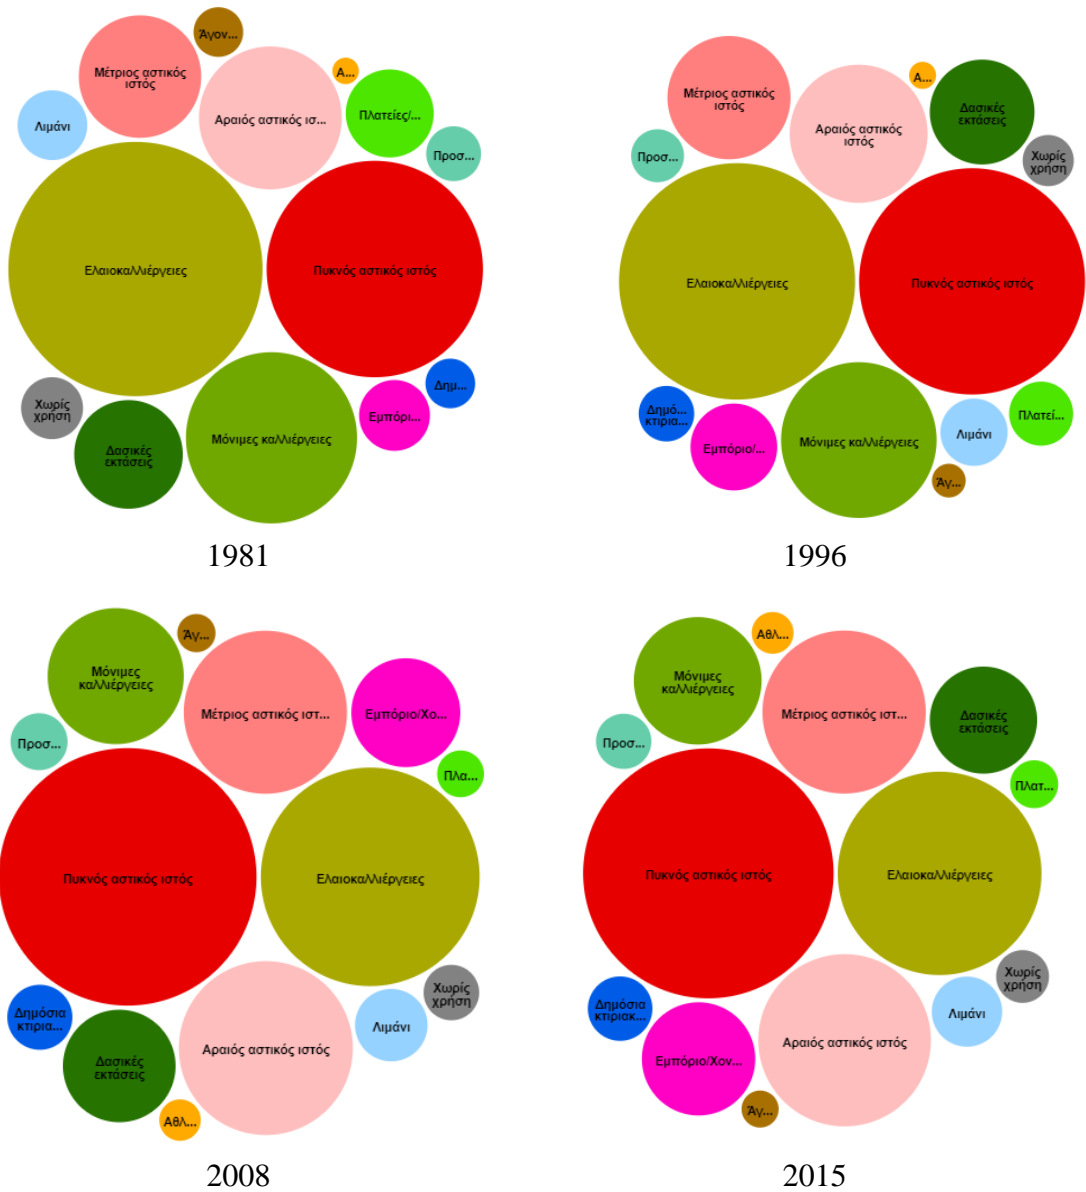 Άγον...
Μέτριος αστικός
ιστός
Α...
Λιμάνι
Αραιός αστικός ισ...
Πλατείες/...
Προσ...
Ελαιοκαλλιέργειες
Πυκνός αστικός ιστός
Δημ...
Χωρίς
χρήση
Εμπόρι...
Δασικές
εκτάσεις
Μόνιμες καλλιέργειες
1981
Μέτριος αστικός
ιστός
Α...
Δασικές
εκτάσεις
Αραιός αστικός
ιστός
Προσ...
Χωρίς
χρήση
Ελαιοκαλλιέργειες
Πυκνός αστικός ιστός
Δημό...
κτιρια...
Εμπόριο/...
Μόνιμες καλλιέργειες
Λιμάνι
Πλατεί...
Άγ...
1996
Μόνιμες
καλλιέργειες
Άγ...
Μέτριος αστικός ιστ...
Εμπόριο/Χο...
Προσ...
Πλα...
Πυκνός αστικός ιστός
Ελαιοκαλλιέργειες
Δημόσια
κτιρια...
Δασικές
εκτάσεις
Αραιός αστικός ιστός
Λιμάνι
Χωρίς
χρήση
Αθλ...
2008
Μόνιμες
καλλιέργειες
Αθλ...
Μέτριος αστικός ιστ...
Δασικές
εκτάσεις
Προσ...
Πλατ...
Πυκνός αστικός ιστός
Ελαιοκαλλιέργειες
Δημόσια
κτιριακ...
Εμπόριο/Χον...
Αραιός αστικός ιστός
Λιμάνι
Χωρίς
χρήση
Άγ...
2015